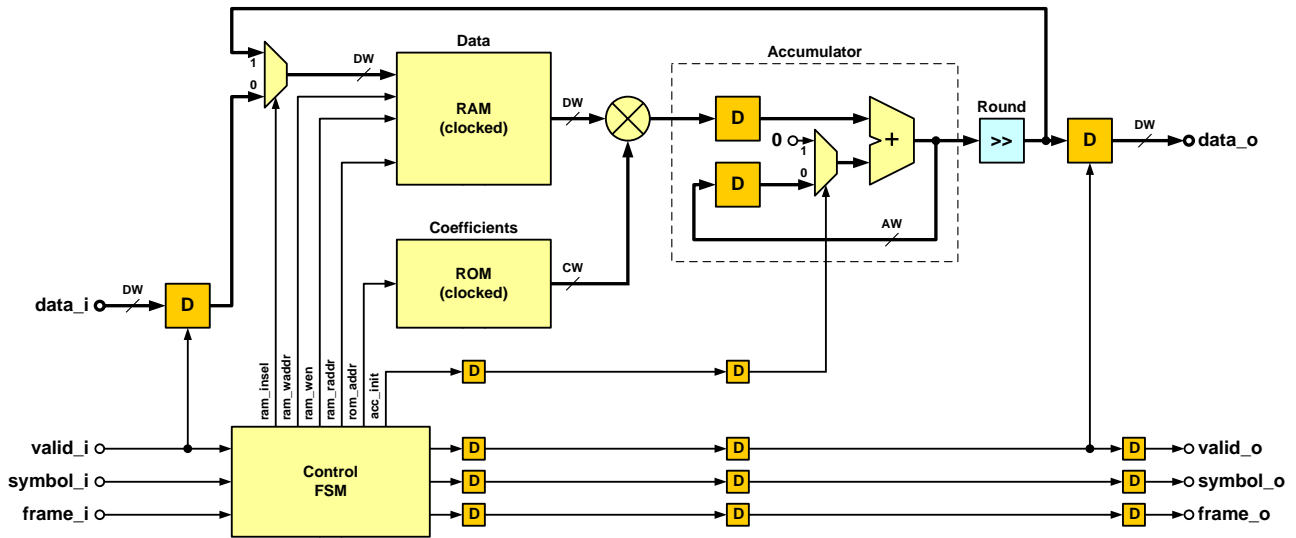 Data
Accumulator
DW
1
0
RAM
(clocked)
DW
D
Round
0
1
+
>>
D
DW
data_o
D
0
AW
Coefficients
ROM
(clocked)
CW
data_i
DW
D
ram_insel
ram_waddr
ram_wen
ram_raddr
rom_addr
acc_init
D
D
valid_i
Control
FSM
D
D
D
valid_o
symbol_i
D
D
D
symbol_o
frame_i
D
D
D
frame_o